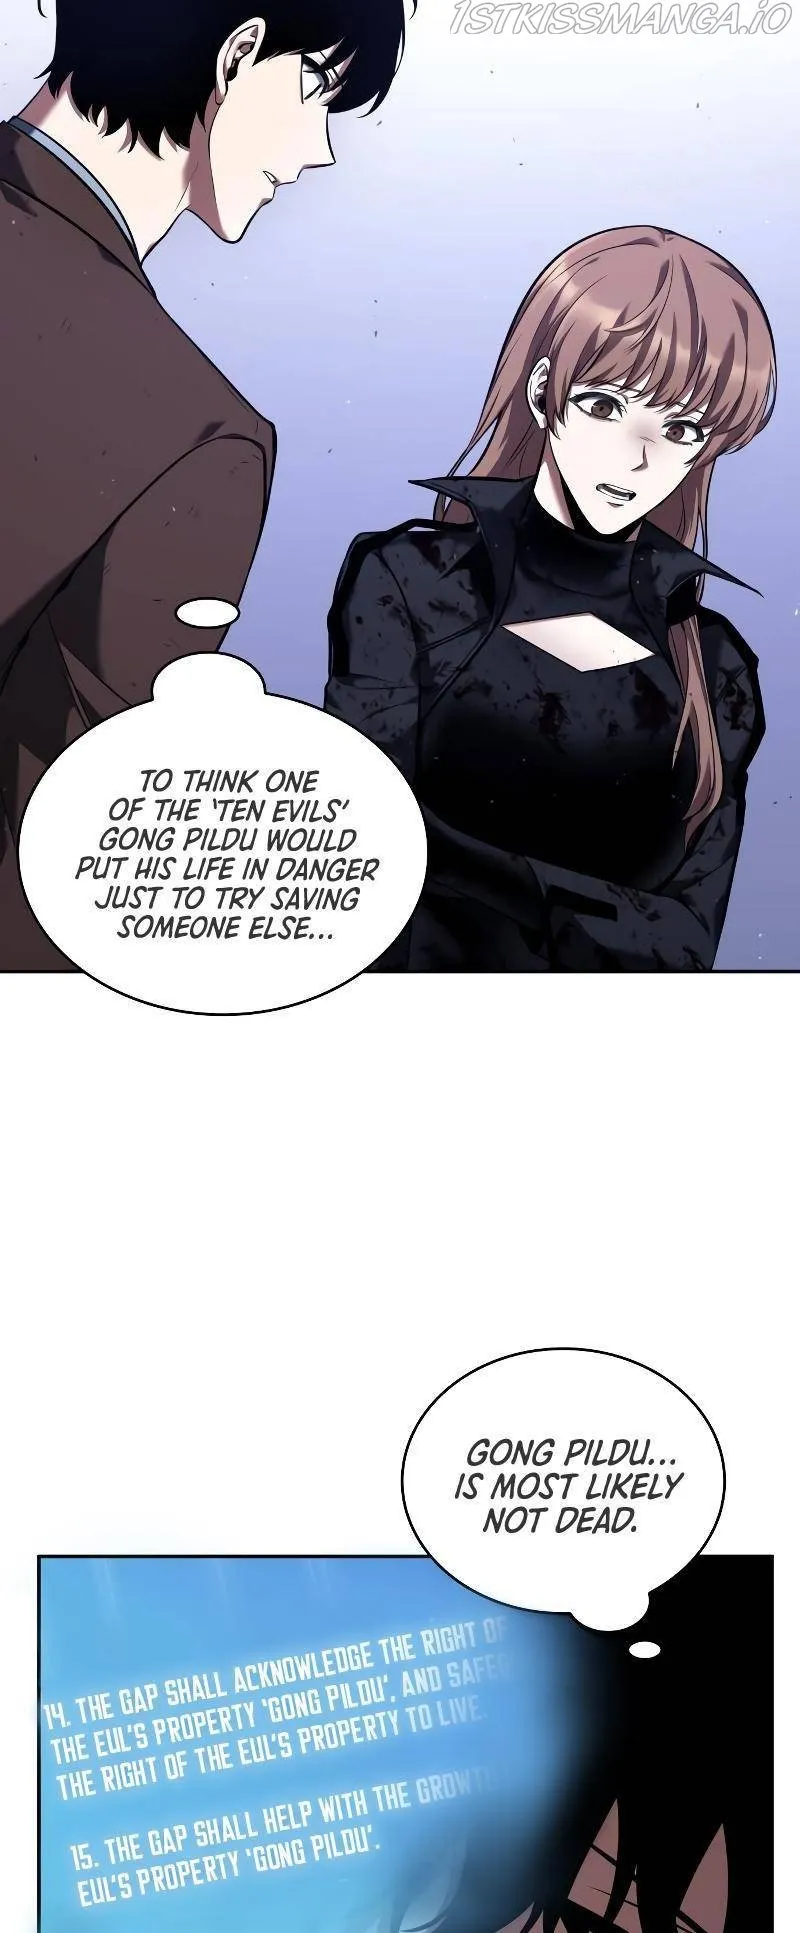 1STKISSMANGA.iO
TO THINK ONE
OF THE 'TEN EVILS'
GONG PILDU WOULD
PUT HIS LIFE IN DANGER
JUST TO TRY SAVING
SOMEONE ELSE...
GONG PILDU...
IS MOST LIKELY
NOT DEAD.
14. THE GAP SHALL ACKNOWLEDGE THE RIGHT OF
THE EUL'S PROPERTY 'GONG PILDU', AND
THE RIGHT OF THE EUL'S PROPERTY TO LIVE.
15. THE GAP SHALL HELP WITH THE
EUL'S PROPERTY 'GONG PILDU'.